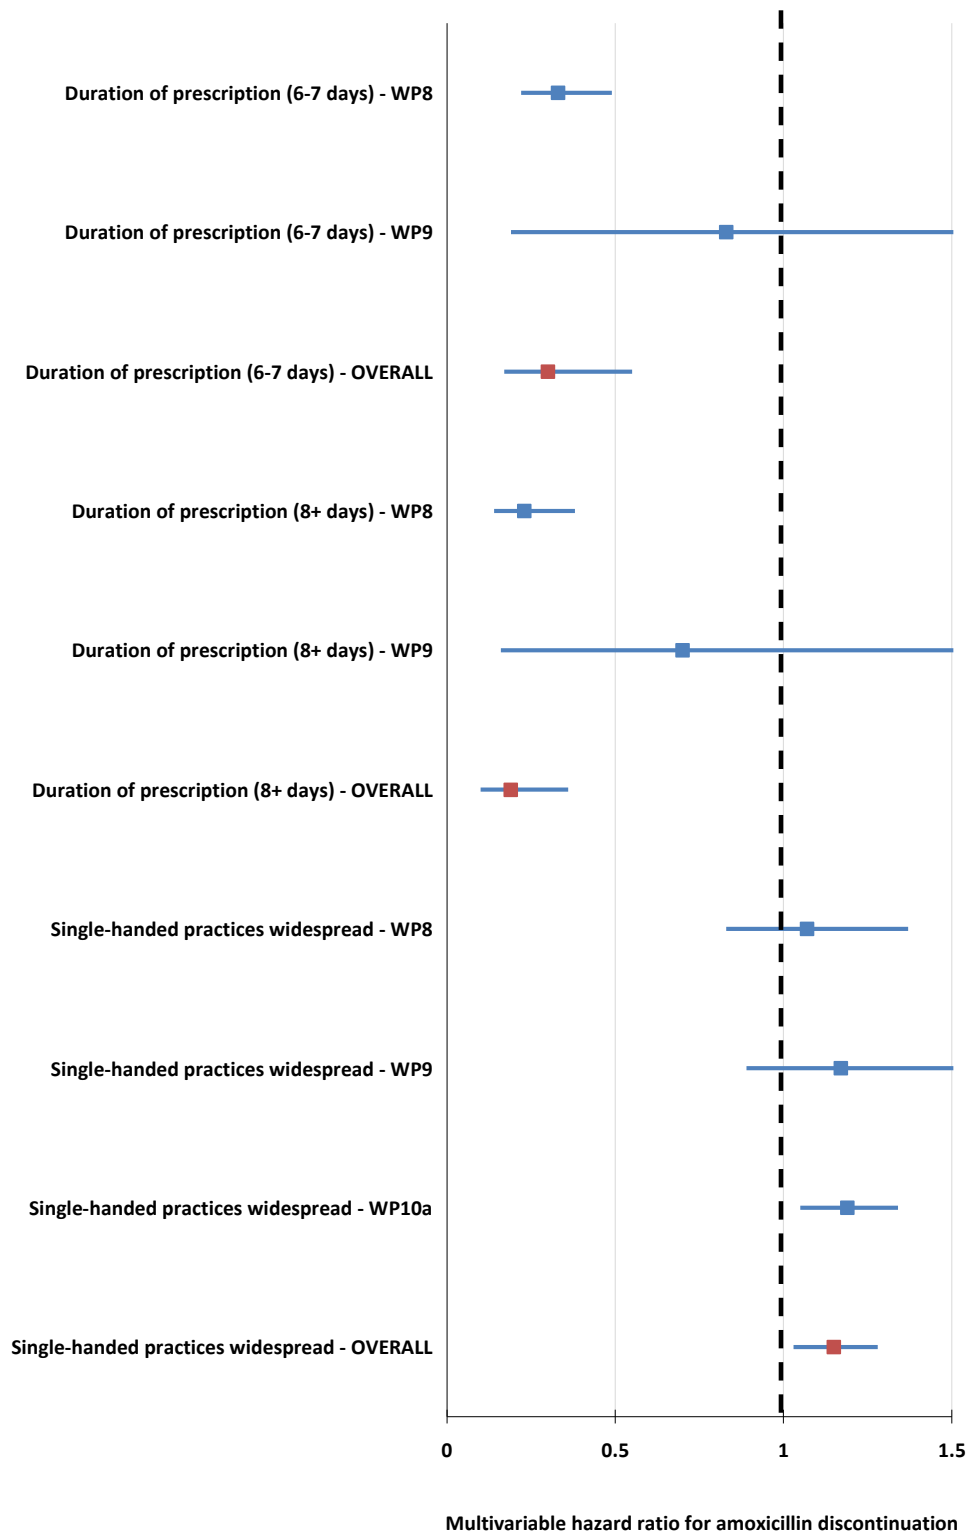 Duration of prescription (6-7 days) - WP8
Duration of prescription (6-7 days) - WP9
Duration of prescription (6-7 days) - OVERALL
Duration of prescription (8+ days) - WP8
Duration of prescription (8+ days) - WP9
Duration of prescription (8+ days) - OVERALL
Single-handed practices widespread - WP8
Single-handed practices widespread - WP9
Single-handed practices widespread - WP10a
Single-handed practices widespread - OVERALL
0 0.5 1 1.5
Multivariable hazard ratio for amoxicillin discontinuation